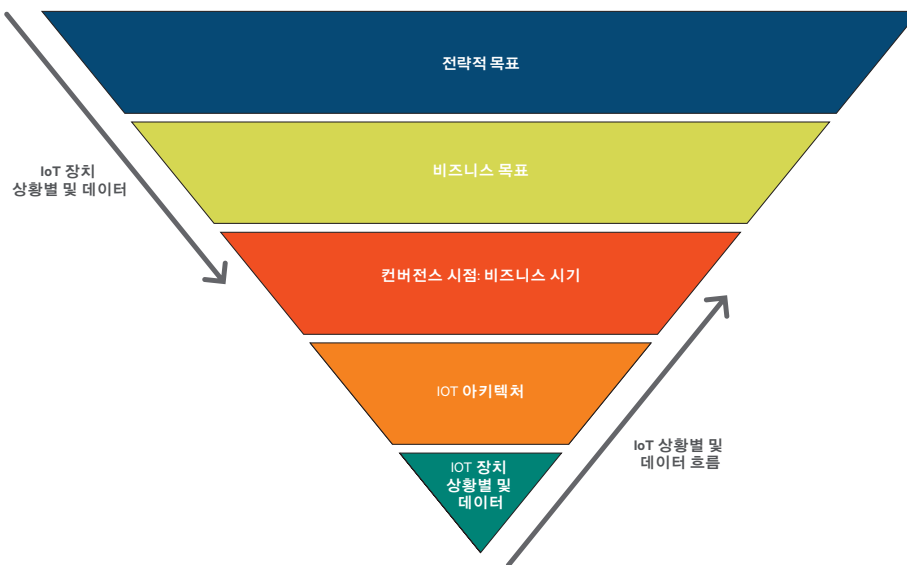 전략적 목표
비즈니스 목표
IoT 장치
상황별 및 데이터
컨버전스 시점: 비즈니스 시기
IOT 아키텍처
IoT 상황별 및
데이터 흐름
IOT 장치
상황별 및
데이터